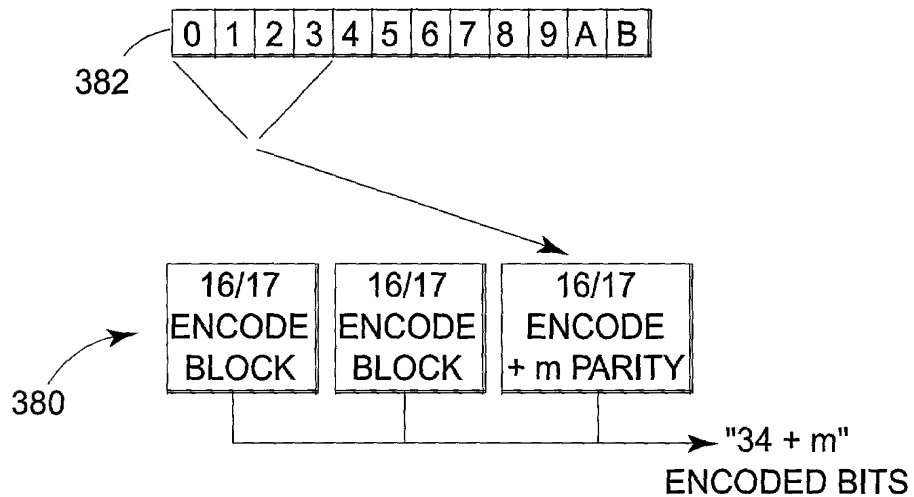 0 1 2 3 4 5 6 7 8 9 A B
382
16/17 ENCODE BLOCK
16/17 ENCODE BLOCK
16/17 ENCODE + m PARITY
380
"34 + m"
ENCODED BITS